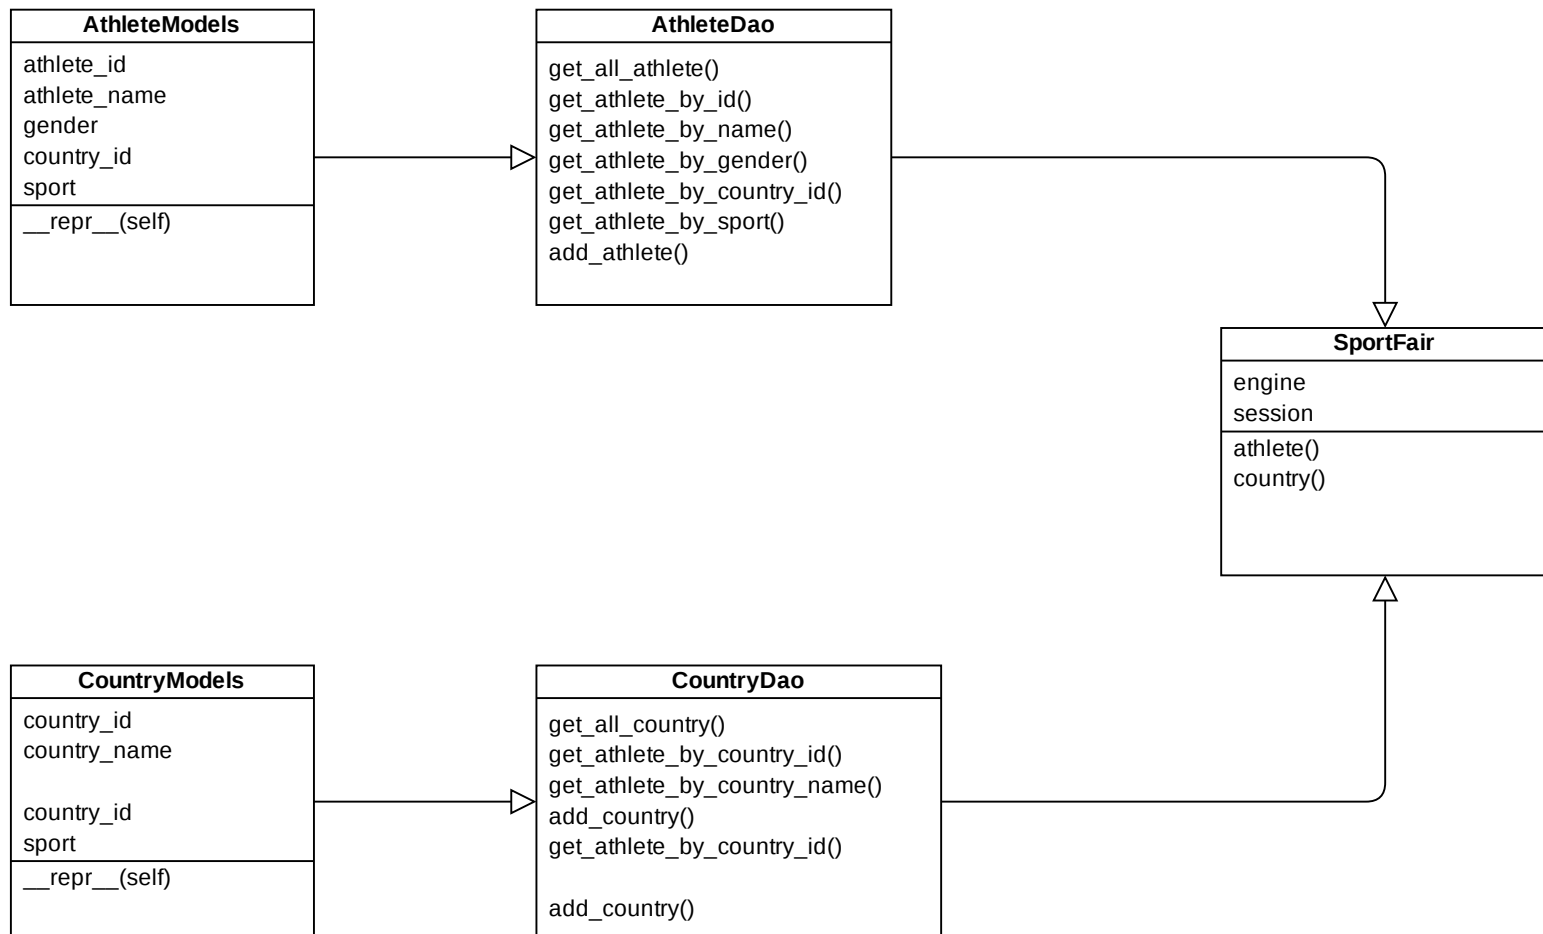 AthleteModels
athlete_id
athlete_name
gender
country_id
sport
__repr__(self)
AthleteDao
get_all_athlete()
get_athlete_by_id()
get_athlete_by_name()
get_athlete_by_gender()
get_athlete_by_country_id()
get_athlete_by_sport()
add_athlete()
SportFair
engine
session
athlete()
country()
CountryModels
country_id
country_name
country_id
sport
__repr__(self)
CountryDao
get_all_country()
get_athlete_by_country_id()
get_athlete_by_country_name()
add_country()
get_athlete_by_country_id()
add_country()